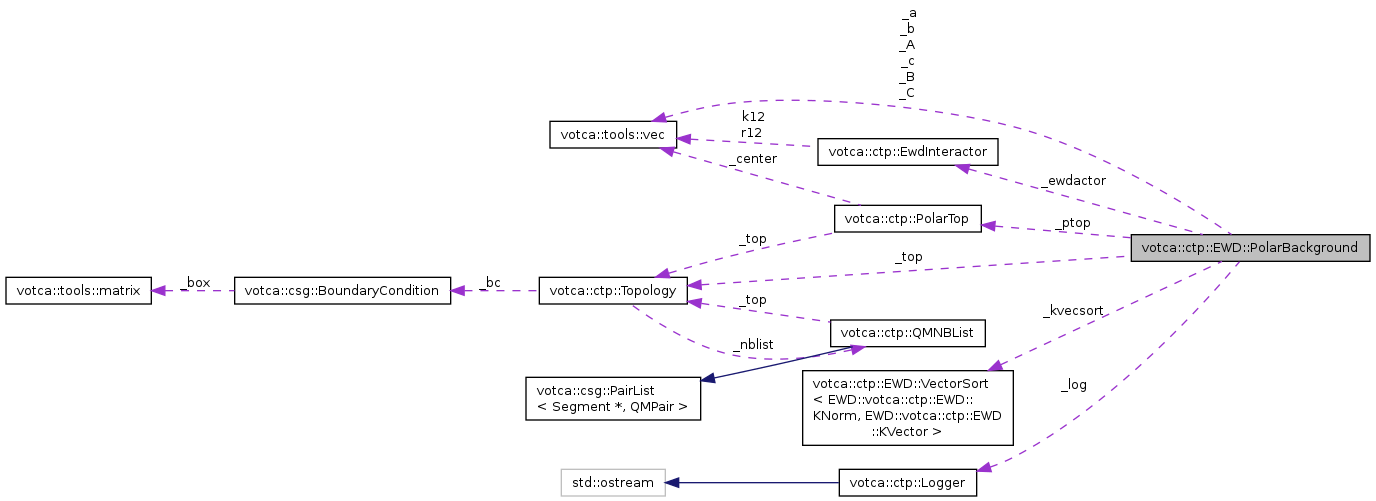 _a
_b
_A
_c
_B
_C
k12
r12
votca::tools::vec
votca::ctp::EwdInteractor
_center
_ewdactor
votca::ctp::PolarTop
_ptop
_top
votca::ctp::EWD::PolarBackground
_top
votca::tools::matrix
_box
votca::csg::BoundaryCondition
_bc
votca::ctp::Topology
_top
_kvecsort
votca::ctp::QMNBList
_nblist
votca::csg::PairList
< Segment *, QMPair >
votca::ctp::EWD::VectorSort
< EWD::votca::ctp::EWD::
KNorm, EWD::votca::ctp::EWD
::KVector >
_log
std::ostream
votca::ctp::Logger